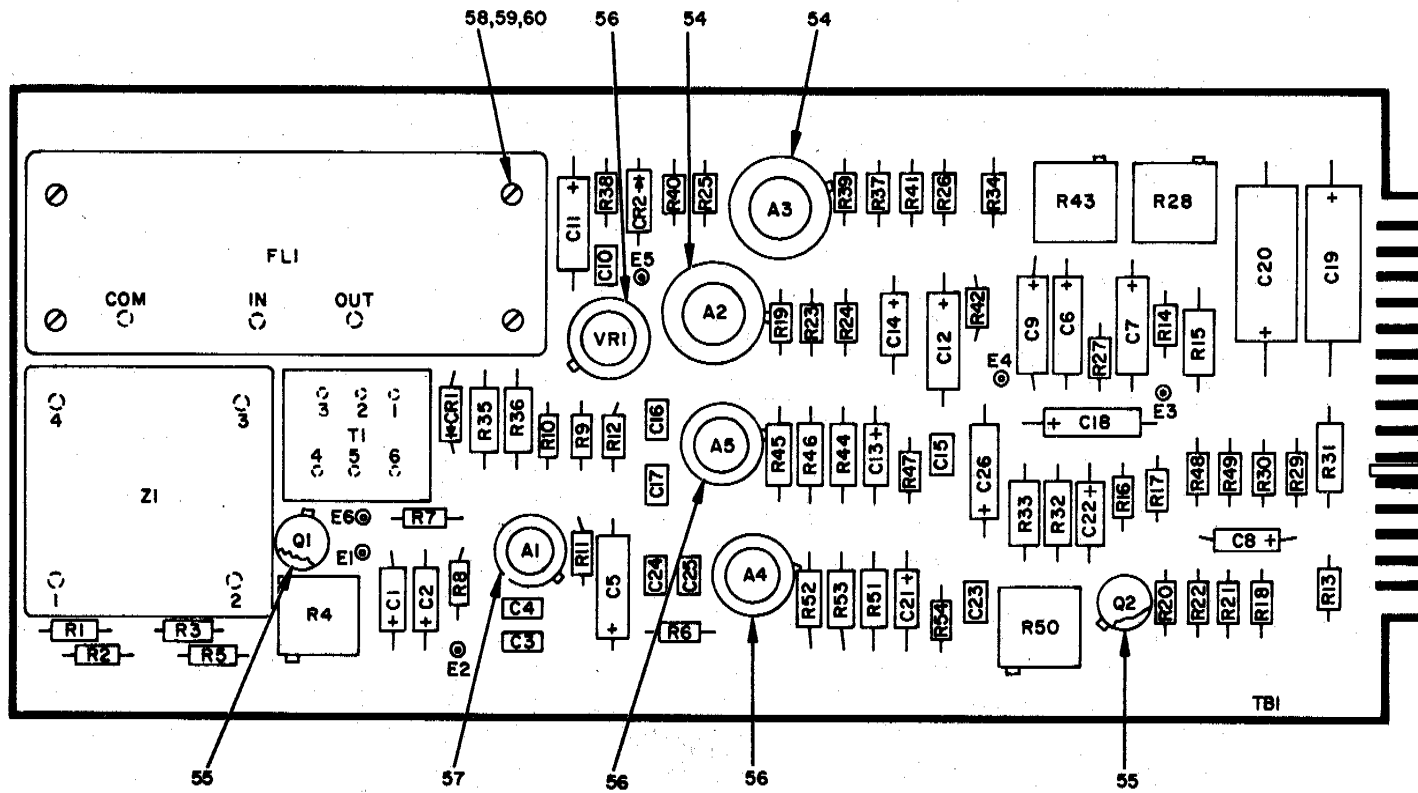 58,59,60 56 54 54
C11 R38 CR2 R40 R25 A3 R39 R37 R41 R26 R34 R43 R28
FL1 C10 E5 C20 C19
COM IN OUT VR1 A2 R19 R23 R24 C14 C12 R42 C9 C6 R27 C7 R14 R15
E4 E3
4 3 3 2 1
T1
4 5 6
CR1 R35 R36 R10 R9 R12 C16 A5 R45 R46 R44 C13 R47 C15 C18
Z1 C17 C26 R33 R32 C22 R16 R17 R48 R49 R30 R29 R31
E6 R7 Q1 E1 A1 R11 C8
1 2 R4 C1 C2 R8 C4 C5 C24 C25 A4 R52 R53 R51 C21 R54 C23 R50 Q2 R20 R22 R21 R18 R13
R1 R3 C3 R6
R2 R5 E2
TB1
55 57 56 56 55